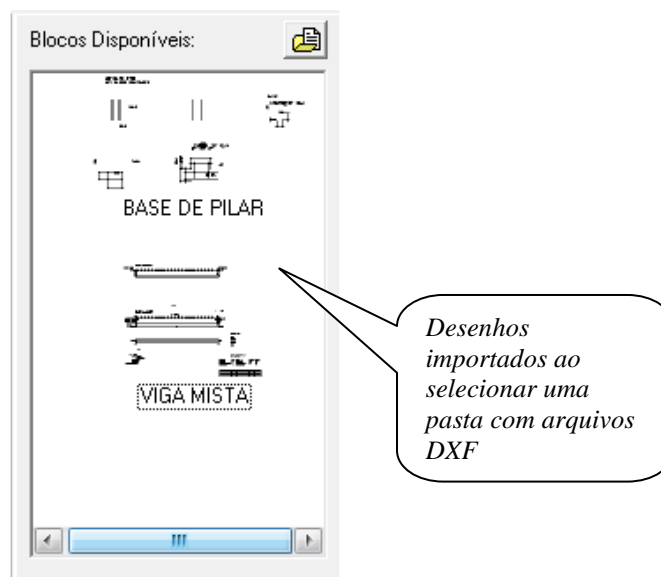 Blocos Disponíveis:
BASE DE PILAR
VIGA MISTA
Desenhos
importados ao
selecionar uma
pasta com arquivos
DXF